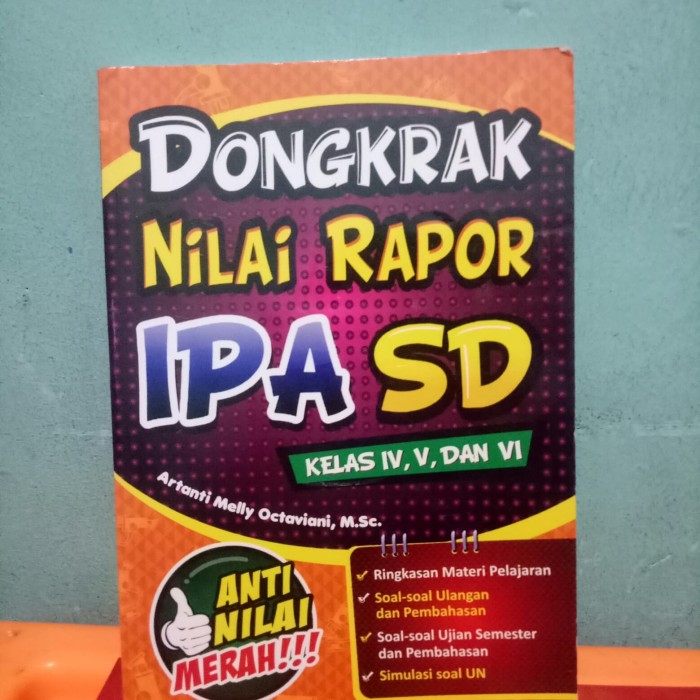 DONGKRAK
NiLAi RAPOR
IPA SD
KELAS IV, V, DAN VI
Artanti Melly Octaviani, M.Sc.
ANTI
NILAI
MERAH!!!
Ringkasan Materi Pelajaran
Soal-soal Ulangan
dan Pembahasan
Soal-soal Ujian Semester
dan Pembahasan
Simulasi soal UN